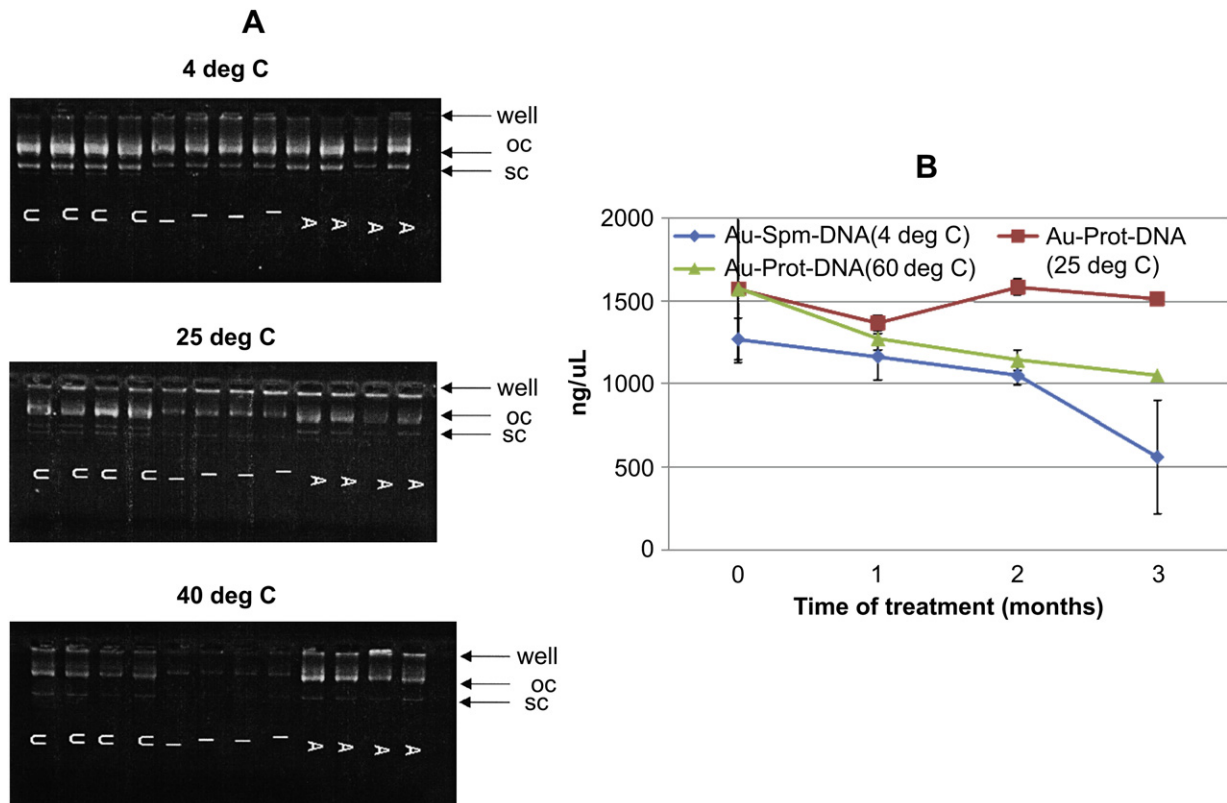 A
4 deg C
well
oc
sc
U U U U I I I I A A A A
25 deg C
well
oc
sc
U U U U I I I I A A A A
40 deg C
well
oc
sc
U U U U I I I I A A A A
B
2000
1500
1000
500
0
ng/uL
Au-Spm-DNA(4 deg C)
Au-Prot-DNA(60 deg C)
Au-Prot-DNA
(25 deg C)
0 1 2 3
Time of treatment (months)